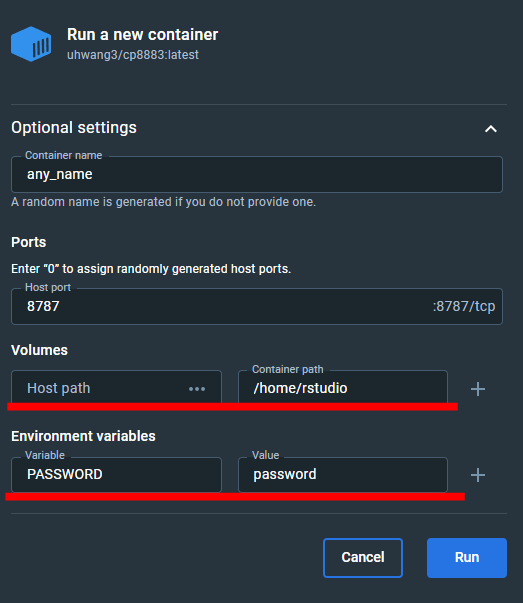 Run a new container
uhwang3/cp8883:latest
Optional settings
Container name
any_name
A random name is generated if you do not provide one.
Ports
Enter “0” to assign randomly generated host ports.
Host port
8787 :8787/tcp
Volumes
Container path
Host path ••• /home/rstudio +
Environment variables
Variable Value
PASSWORD password +
Cancel Run